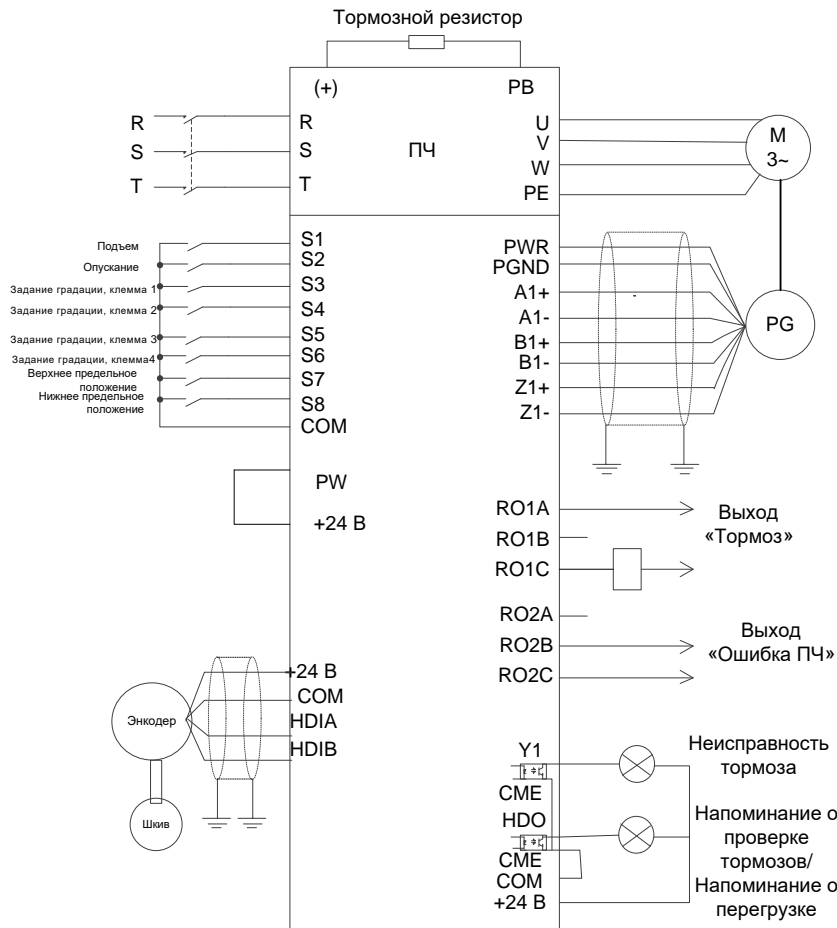 Тормозной резистор
(+)
PB
R
S
T
R
S
T
ПЧ
U
V
W
PE
M
3~
Подъем
Опускание
Задание градации, клемма 1
Задание градации, клемма 2
Задание градации, клемма 3
Задание градации, клемма4
Верхнее предельное
положение
Нижнее предельное
положение
S1
S2
S3
S4
S5
S6
S7
S8
COM
PWR
PGND
A1+
A1-
B1+
B1-
Z1+
Z1-
PG
PW
+24 В
RO1A
RO1B
RO1C
Выход
«Тормоз»
RO2A
RO2B
RO2C
Выход
«Ошибка ПЧ»
Энкодер
Шкив
+24 В
COM
HDIA
HDIB
Y1
CME
HDO
CME
COM
+24 В
Неисправность
тормоза
Напоминание о
проверке
тормозов/
Напоминание о
перегрузке